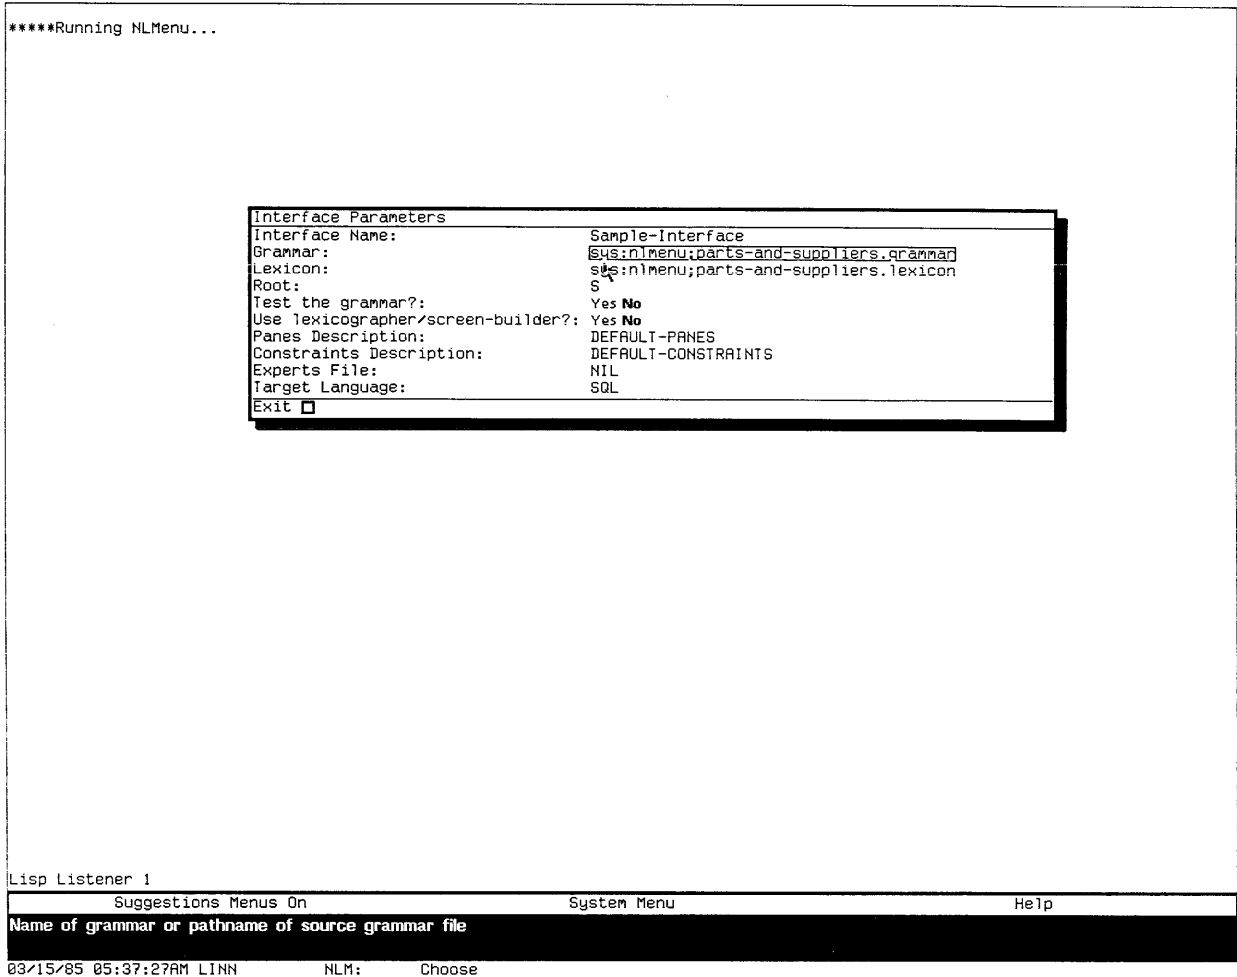 *****Running NLMenu...
Interface Parameters
Interface Name: Sample-Interface
Grammar: sys:nlmenu;parts-and-suppliers.grammar
Lexicon: sys:nlmenu;parts-and-suppliers.lexicon
Root: S
Test the grammar?: Yes No
Use lexicographer/screen-builder?: Yes No
Panes Description: DEFAULT-PANES
Constraints Description: DEFAULT-CONSTRAINTS
Experts File: NIL
Target Language: SQL
Exit
Lisp Listener 1
Suggestions Menus On System Menu Help
Name of grammar or pathname of source grammar file
03/15/85 05:37:27AM LINN NLM: Choose